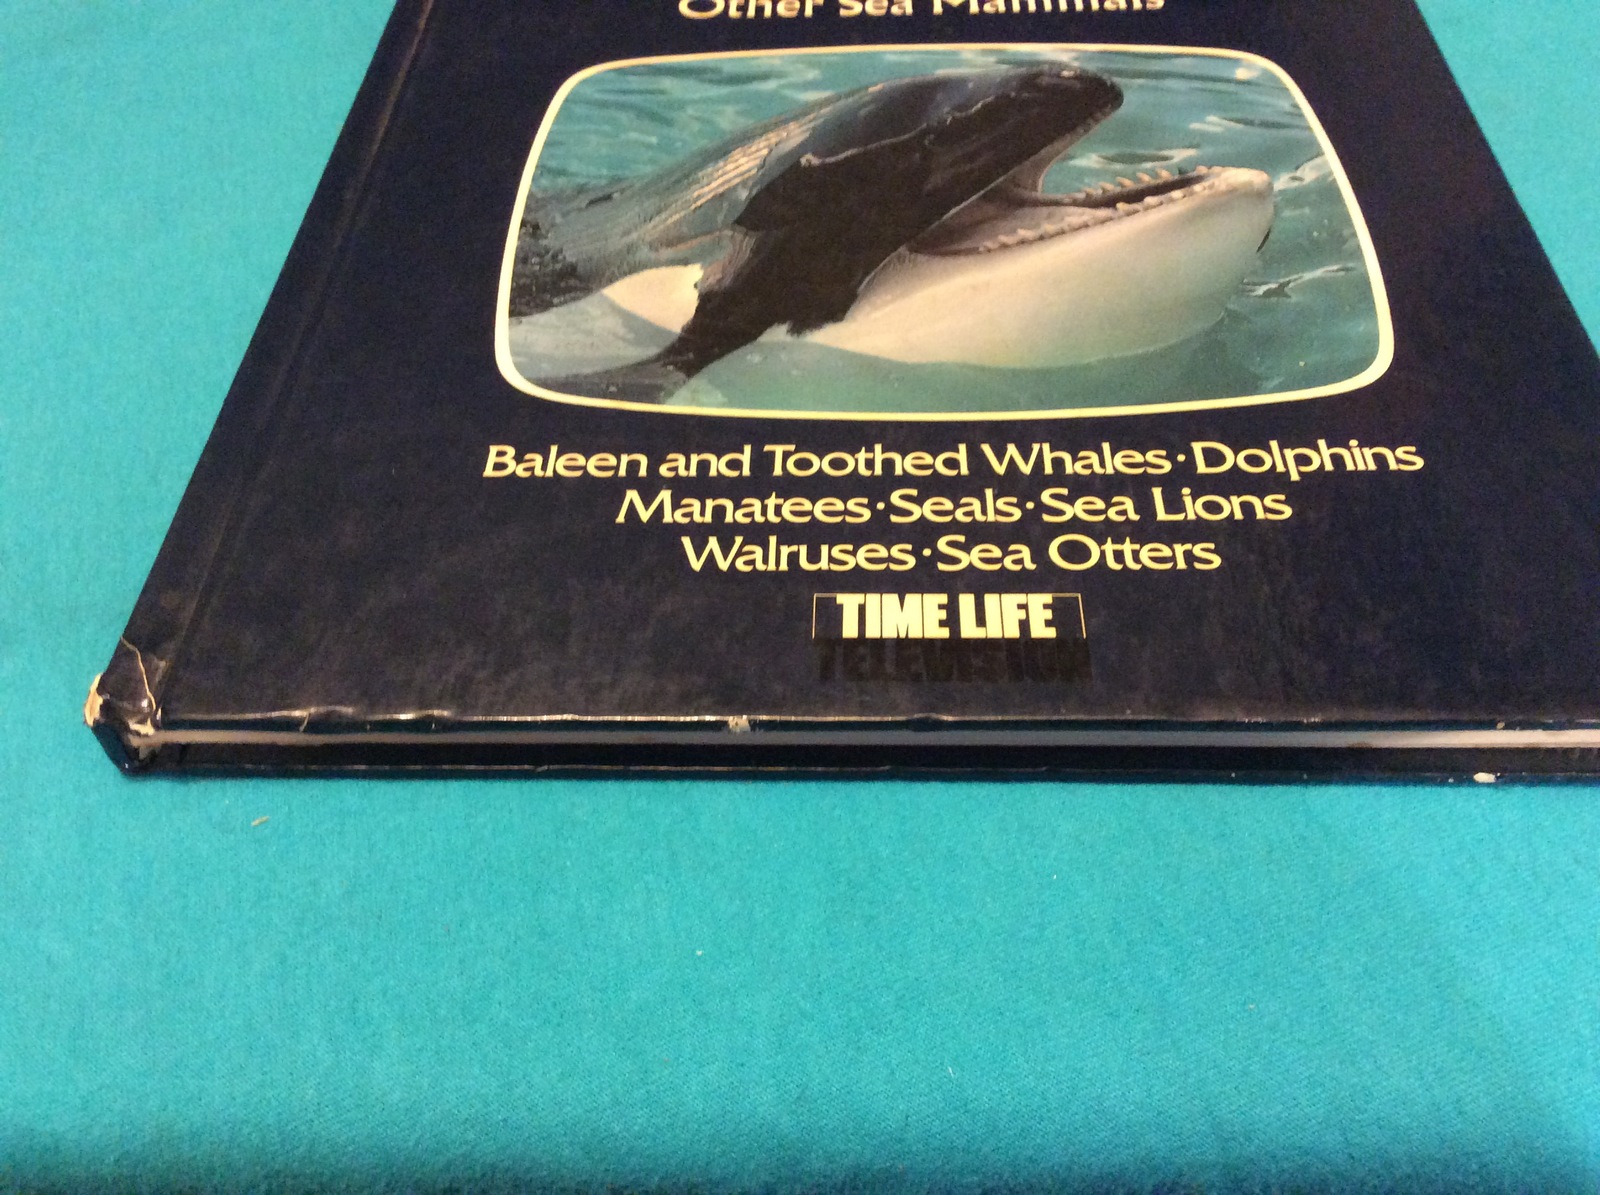 Other Sea Mammals
Baleen and Toothed Whales·Dolphins
Manatees·Seals·Sea Lions
Walruses·Sea Otters
TIME LIFE
TELEVISION